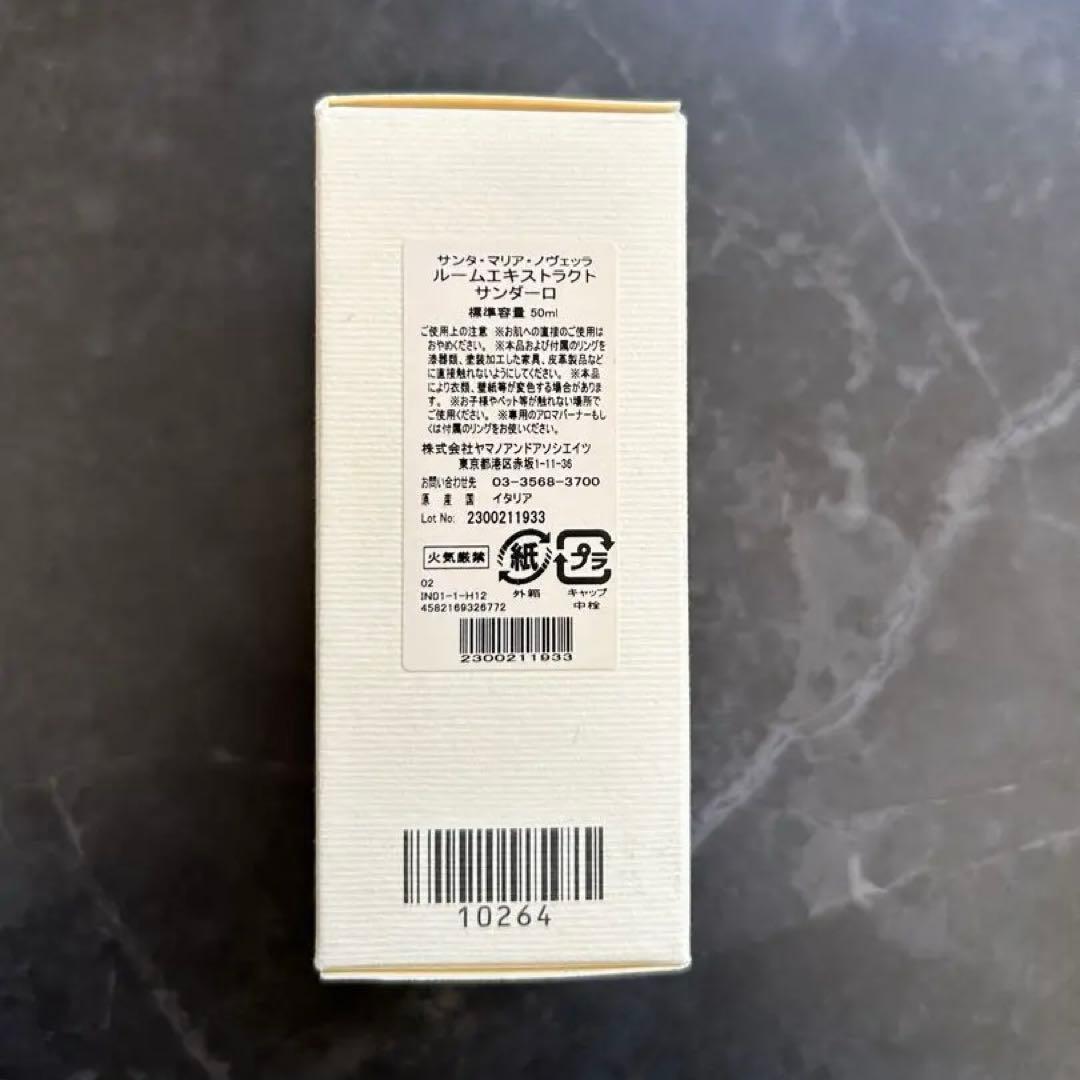 サンタ・マリア・ノヴェッラ
ルームエキストラクト
サンダーロ
標準容量 50ml
ご使用上の注意 ※お肌への直接のご使用は
おやめください。 ※本品および付属のリングを
漆器類、塗装加工した家具、皮革製品など
に直接触れないようにしてください。 ※本品
により衣類、壁紙等が変色する場合がありま
す。 ※お子様やペット等が触れない場所で
ご使用ください。 ※専用のアロマバーナーもし
くは付属のリングをお使いください。
株式会社ヤマノアンドアソシエイツ
東京都港区赤坂1-11-36
お問い合わせ先 03-3568-3700
原産国 イタリア
Lot No: 2300211933
火気厳禁 紙 プラ
02 外箱 キャップ
IND1-1-H12 中栓
4582169326772
2300211933
10264